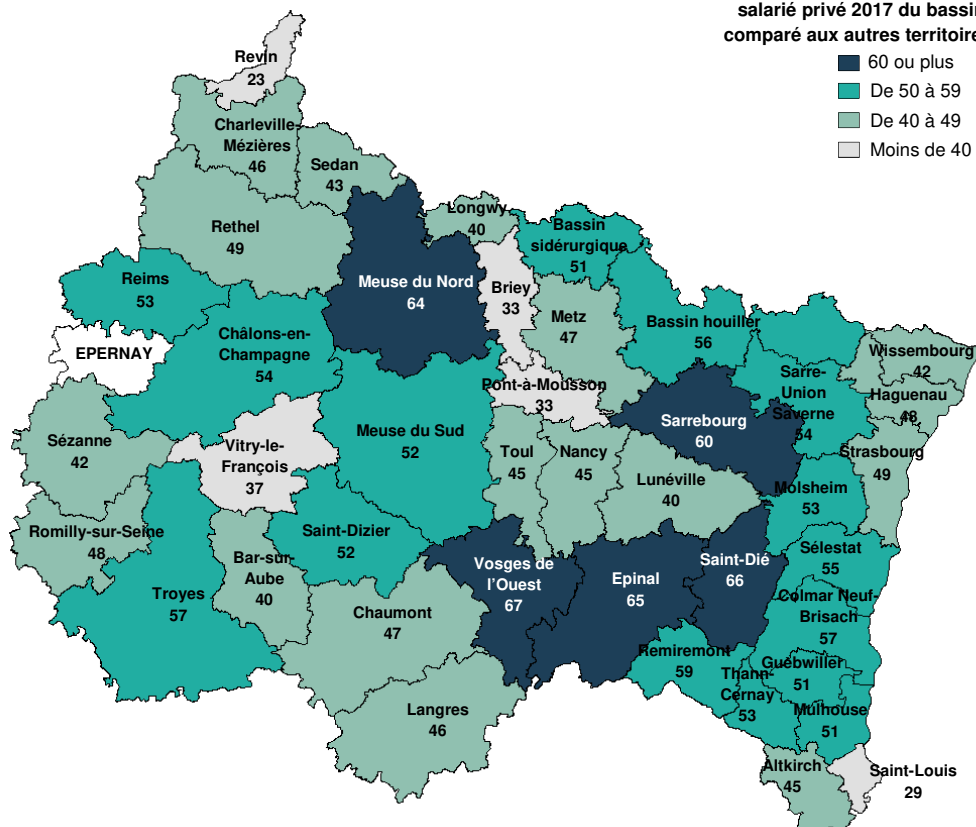 salarié privé 2017 du bassin
comparé aux autres territoire
60 ou plus
De 50 à 59
De 40 à 49
Moins de 40
Revin
23
Charleville-
Mézières
46
Sedan
43
Longwy
40
Rethel
49
Bassin
sidérurgique
51
Reims
53
Meuse du Nord
64
Briey
33
Metz
47
Bassin houiller
56
Châlons-en-
Champagne
54
EPERNAY
Wissembourg
42
Sarre-
Union
Saverne
54
Haguenau
48
Pont-à-Mousson
33
Sarrebourg
60
Sézanne
42
Vitry-le-
François
37
Meuse du Sud
52
Toul
45
Nancy
45
Lunéville
40
Strasbourg
49
Molsheim
53
Romilly-sur-Seine
48
Saint-Dizier
52
Bar-sur-
Aube
40
Troyes
57
Vosges de
l'Ouest
67
Epinal
65
Saint-Dié
66
Sélestat
55
Colmar Neuf-
Brisach
57
Chaumont
47
Remiremont
59
Guebwiller
51
Thann-
Cernay
53
Mulhouse
51
Langres
46
Altkirch
45
Saint-Louis
29